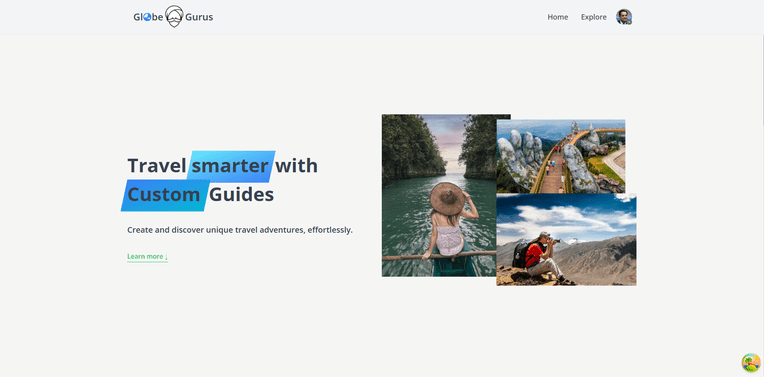 Globe Gurus
Home
Explore
Travel smarter with
Custom Guides
Create and discover unique travel adventures, effortlessly.
Learn more ↓